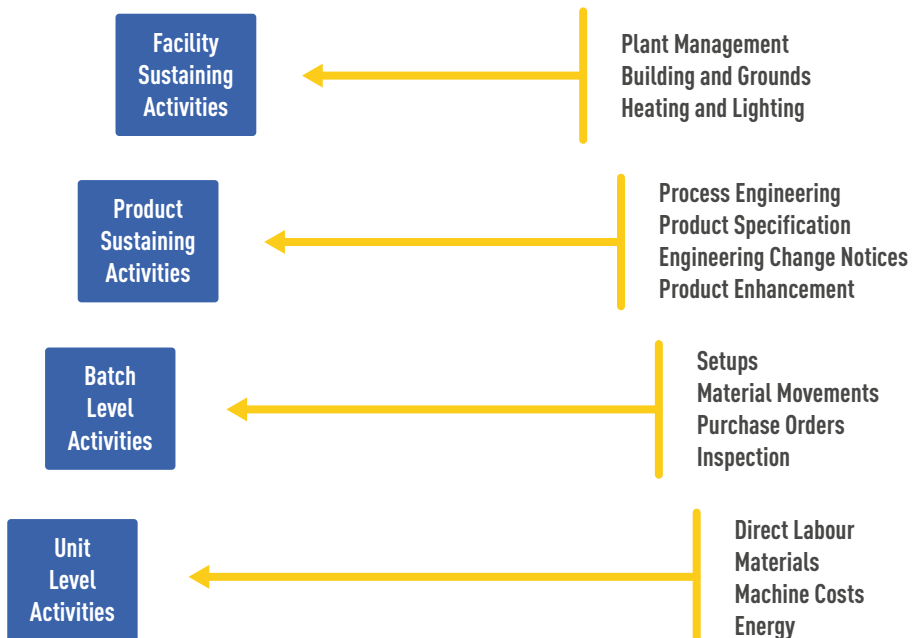 Facility
Sustaining
Activities
Plant Management
Building and Grounds
Heating and Lighting
Product
Sustaining
Activities
Process Engineering
Product Specification
Engineering Change Notices
Product Enhancement
Batch
Level
Activities
Setups
Material Movements
Purchase Orders
Inspection
Unit
Level
Activities
Direct Labour
Materials
Machine Costs
Energy